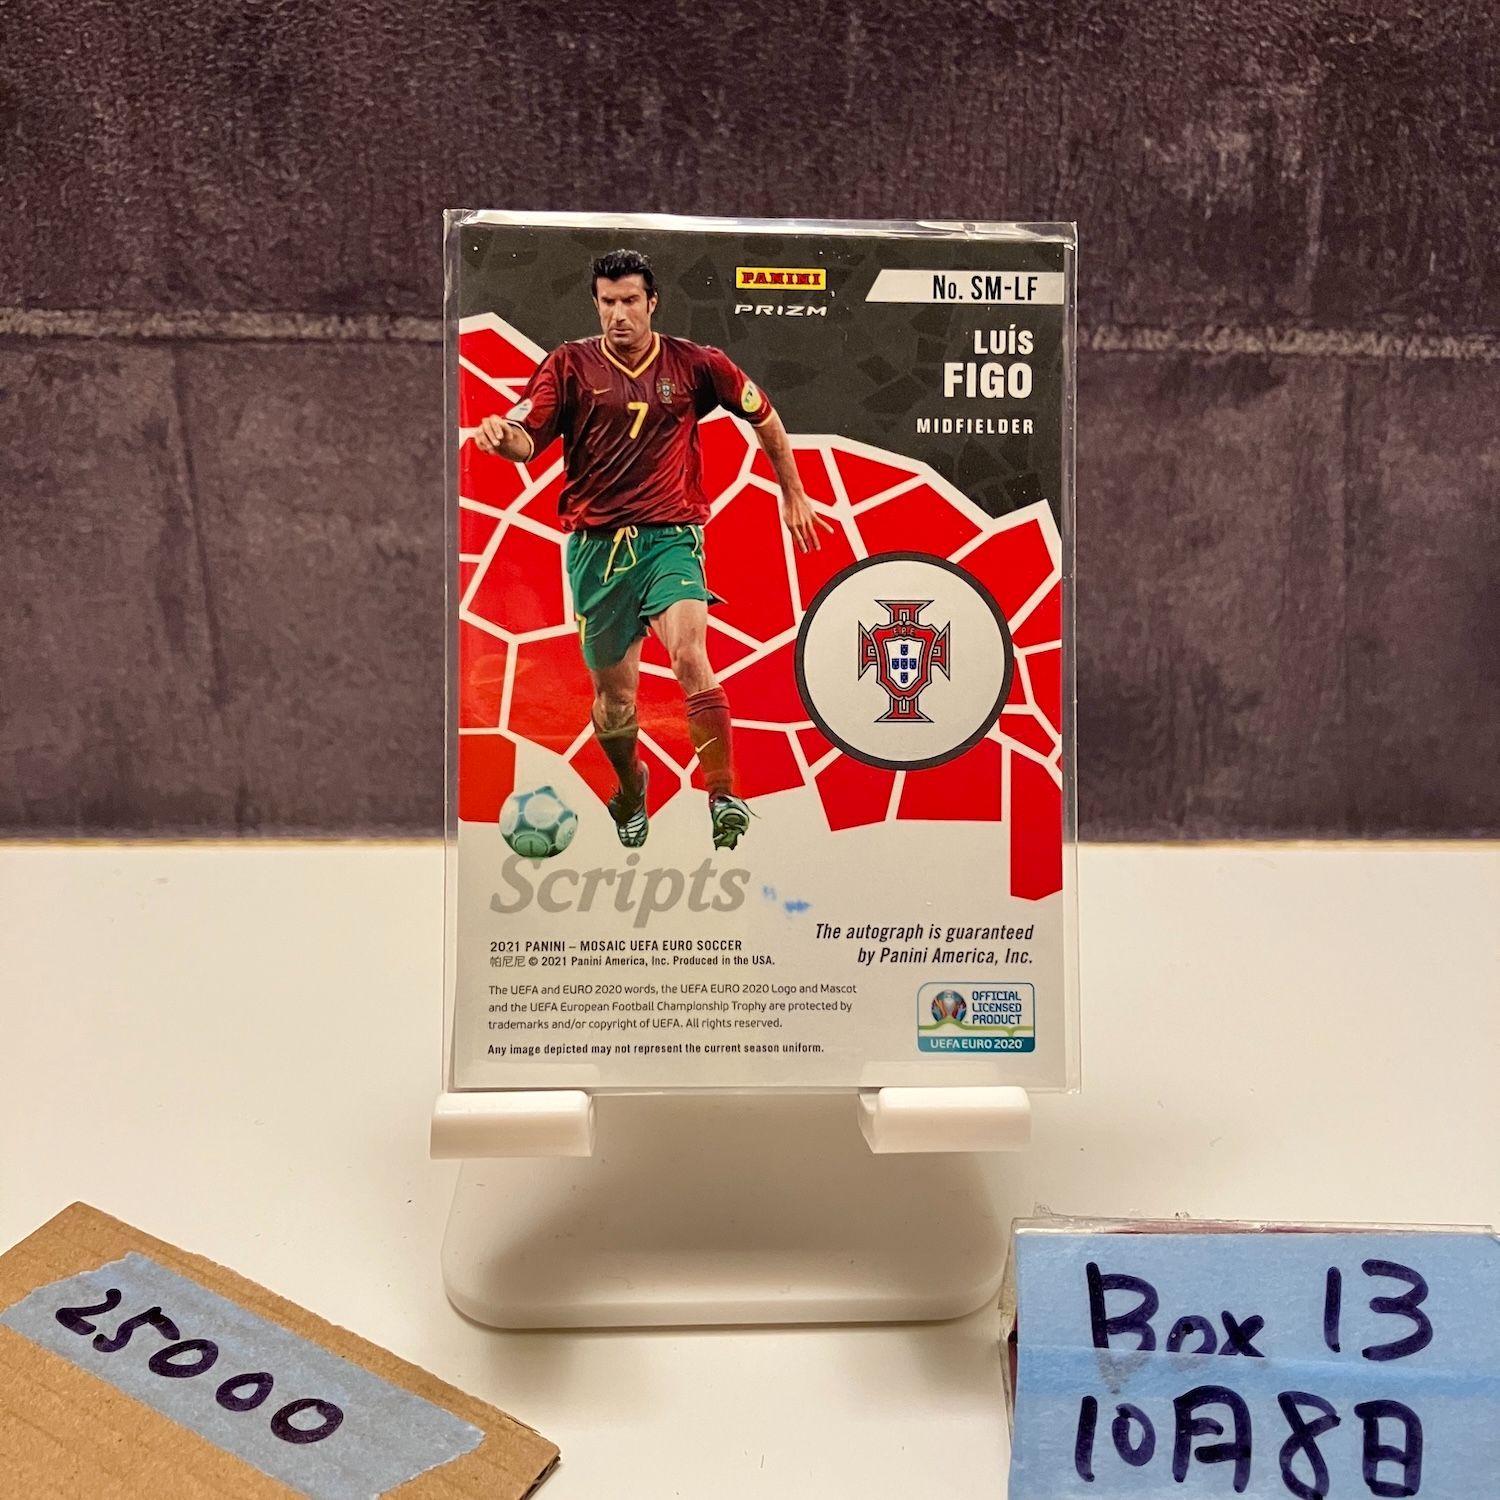 PANINI
PRIZM
No. SM-LF
LUÍS
FIGO
MIDFIELDER
7
FPF
Scripts
The autograph is guaranteed
by Panini America, Inc.
2021 PANINI – MOSAIC UEFA EURO SOCCER
帕尼尼 © 2021 Panini America, Inc. Produced in the USA.
The UEFA and EURO 2020 words, the UEFA EURO 2020 Logo and Mascot
and the UEFA European Football Championship Trophy are protected by
trademarks and/or copyright of UEFA. All rights reserved.
Any image depicted may not represent the current season uniform.
OFFICIAL
LICENSED
PRODUCT
UEFA EURO 2020
25000
Box 13
10月8日